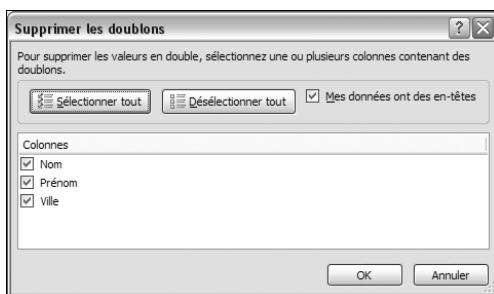 Supprimer les doublons
Pour supprimer les valeurs en double, sélectionnez une ou plusieurs colonnes contenant des
doublons.
Sélectionner tout
Désélectionner tout
Mes données ont des en-têtes
Colonnes
Nom
Prénom
Ville
OK
Annuler